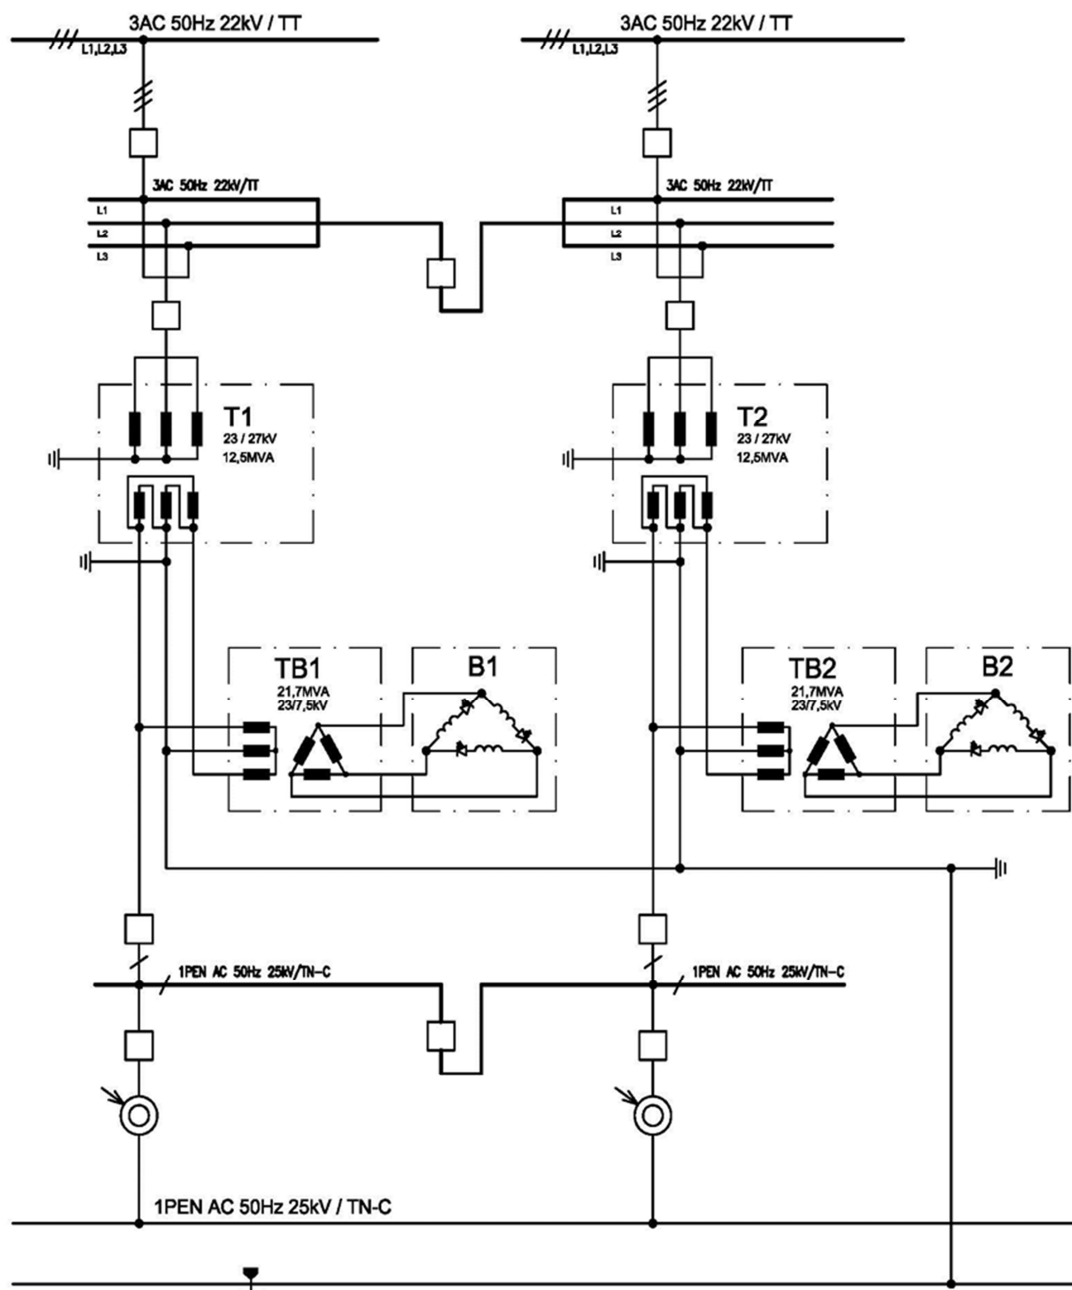 3AC 50Hz 22kV / TT
3AC 50Hz 22kV / TT
L1,L2,L3
L1,L2,L3
3AC 50Hz 22kV/TT
3AC 50Hz 22kV/TT
L1
L1
L2
L2
L3
L3
T1
23 / 27kV
12,5MVA
T2
23 / 27kV
12,5MVA
TB1
21,7MVA
23/7,5kV
B1
TB2
21,7MVA
23/7,5kV
B2
1PEN AC 50Hz 25kV/TN-C
1PEN AC 50Hz 25kV/TN-C
1PEN AC 50Hz 25kV / TN-C